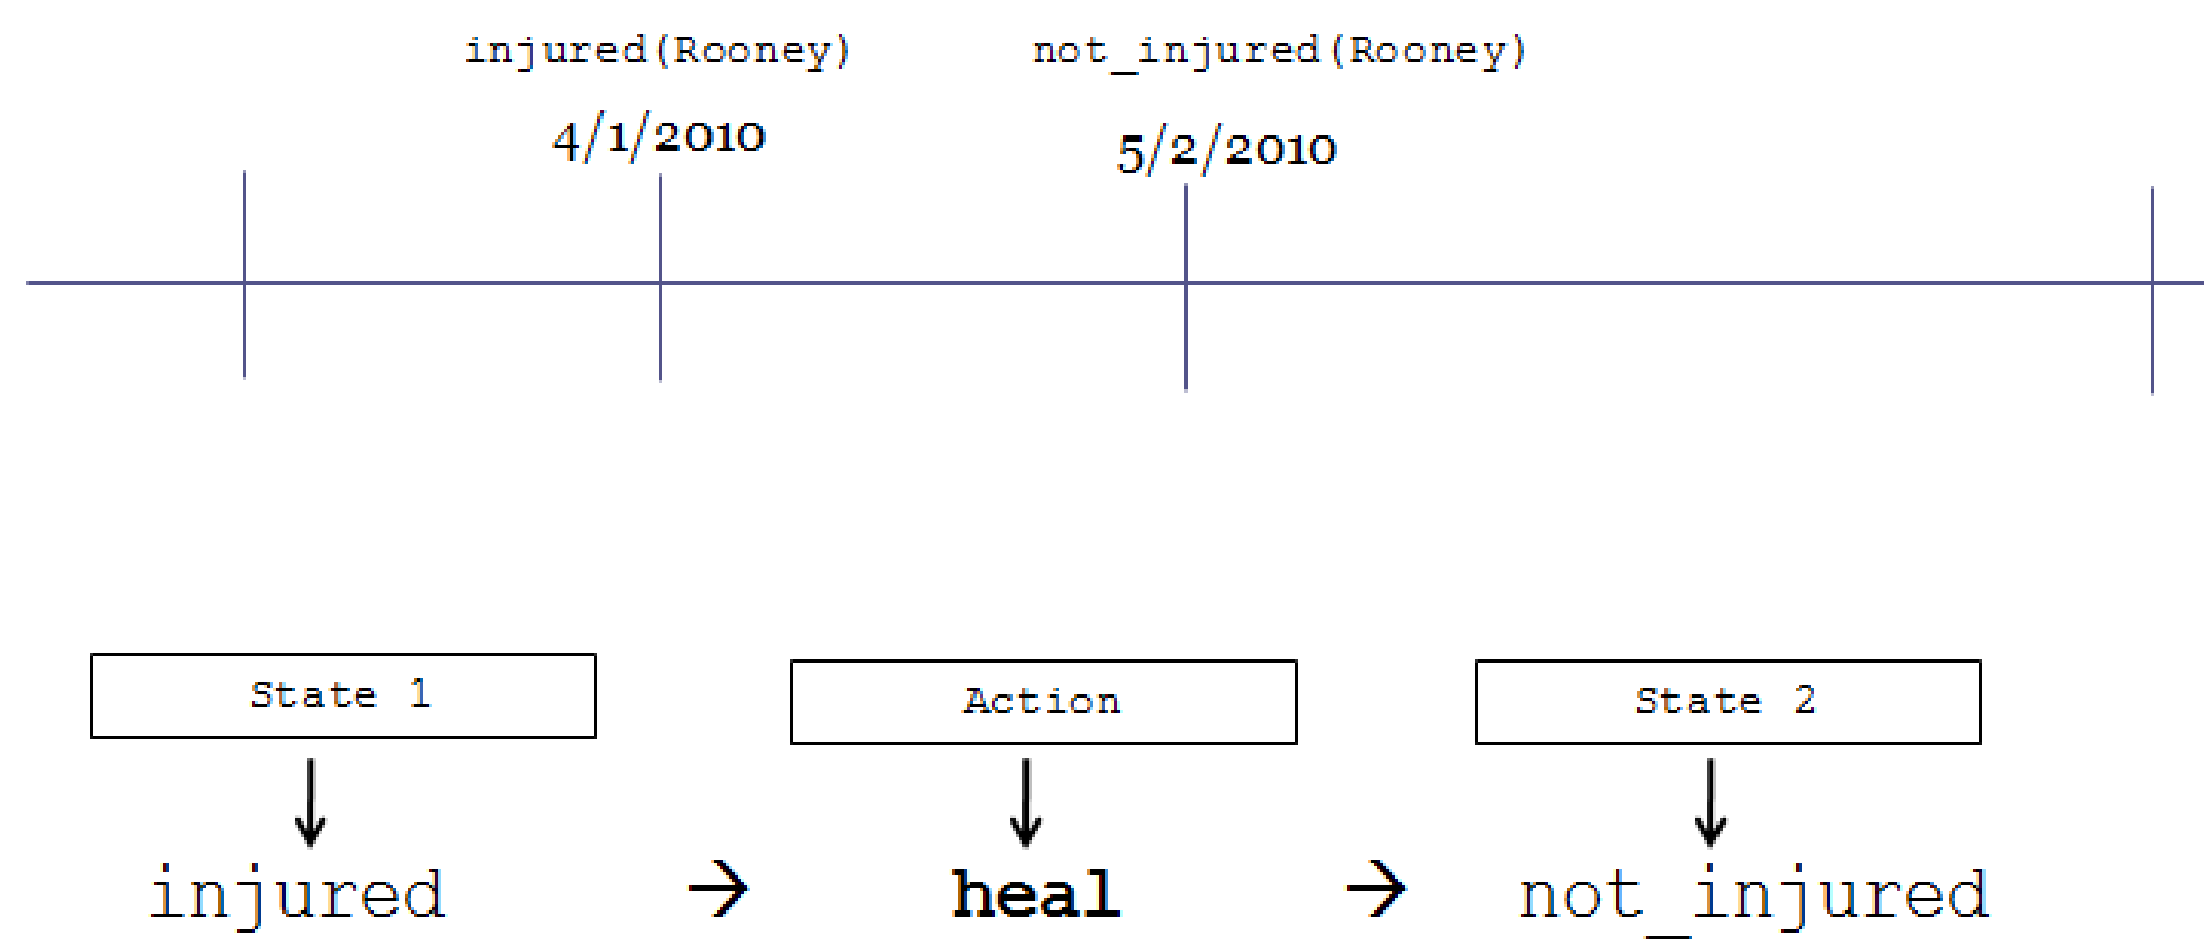 injured(Rooney) not_injured(Rooney)
4/1/2010 5/2/2010
State 1 Action State 2
injured → heal → not_injured